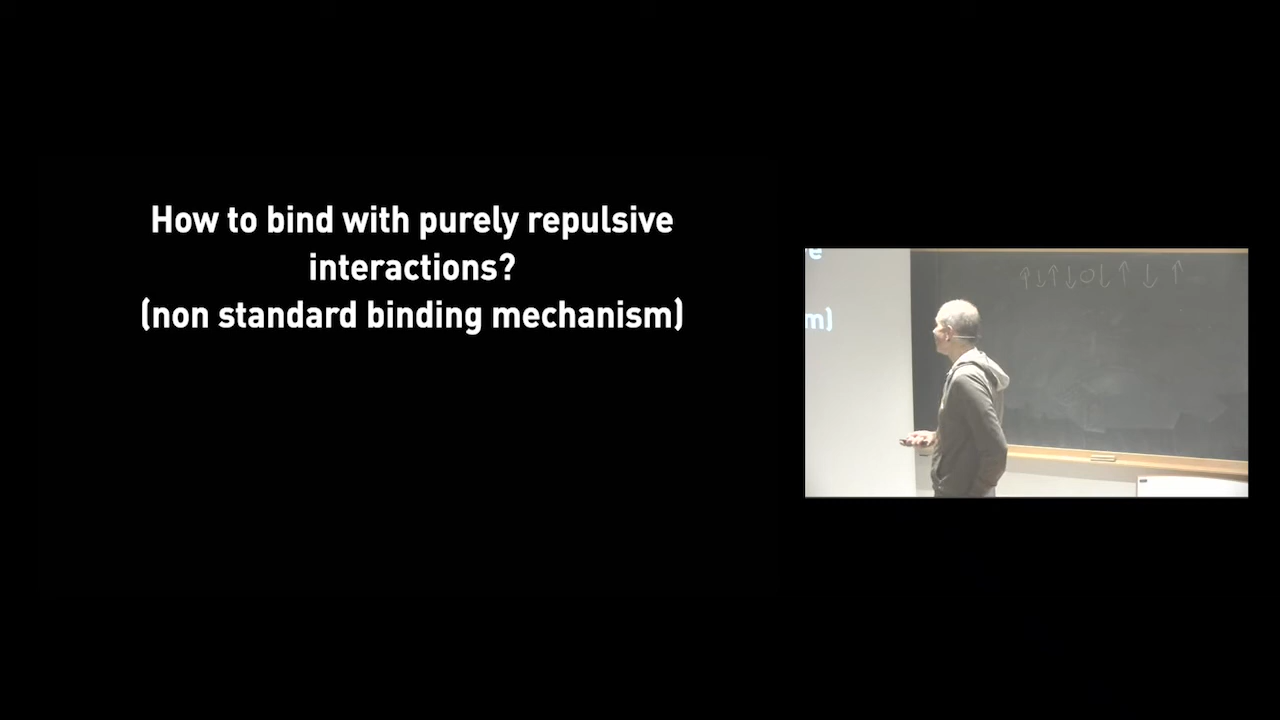 How to bind with purely repulsive
interactions?
(non standard binding mechanism)
e
m)
↑↓↑↓○↓↑↓↑